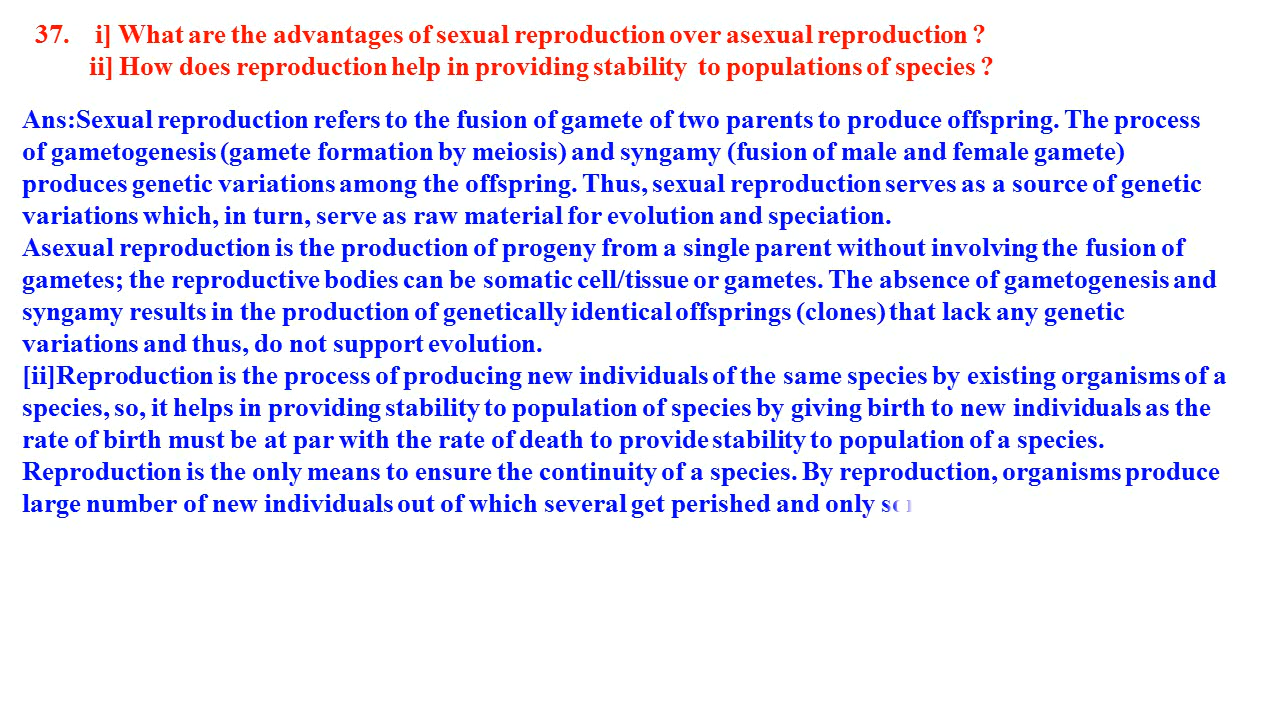 37. i] What are the advantages of sexual reproduction over asexual reproduction ?
ii] How does reproduction help in providing stability to populations of species ?
Ans:Sexual reproduction refers to the fusion of gamete of two parents to produce offspring. The process
of gametogenesis (gamete formation by meiosis) and syngamy (fusion of male and female gamete)
produces genetic variations among the offspring. Thus, sexual reproduction serves as a source of genetic
variations which, in turn, serve as raw material for evolution and speciation.
Asexual reproduction is the production of progeny from a single parent without involving the fusion of
gametes; the reproductive bodies can be somatic cell/tissue or gametes. The absence of gametogenesis and
syngamy results in the production of genetically identical offsprings (clones) that lack any genetic
variations and thus, do not support evolution.
[ii]Reproduction is the process of producing new individuals of the same species by existing organisms of a
species, so, it helps in providing stability to population of species by giving birth to new individuals as the
rate of birth must be at par with the rate of death to provide stability to population of a species.
Reproduction is the only means to ensure the continuity of a species. By reproduction, organisms produce
large number of new individuals out of which several get perished and only